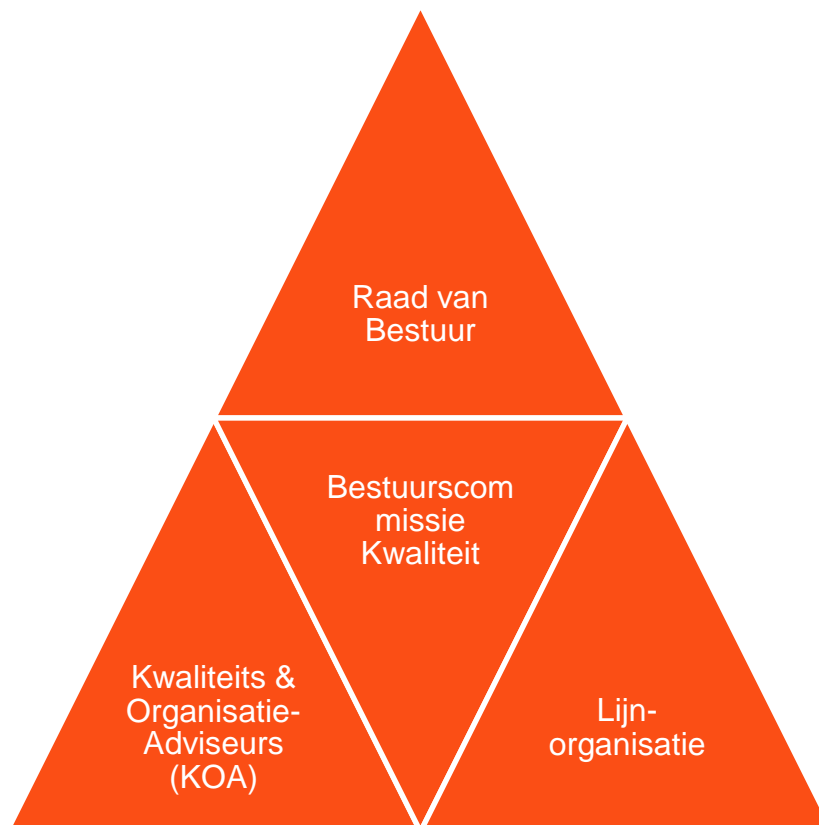 Raad van
Bestuur
Bestuurscom
missie
Kwaliteit
Kwaliteits &
Organisatie-
Adviseurs
(KOA)
Lijn-
organisatie